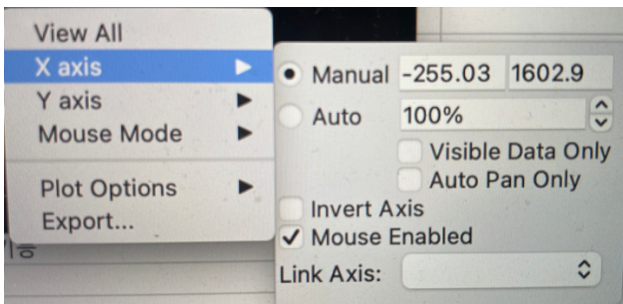 View All
X axis
Y axis
Mouse Mode
Plot Options
Export...
Manual -255.03 1602.9
Auto 100%
Visible Data Only
Auto Pan Only
Invert Axis
Mouse Enabled
Link Axis: